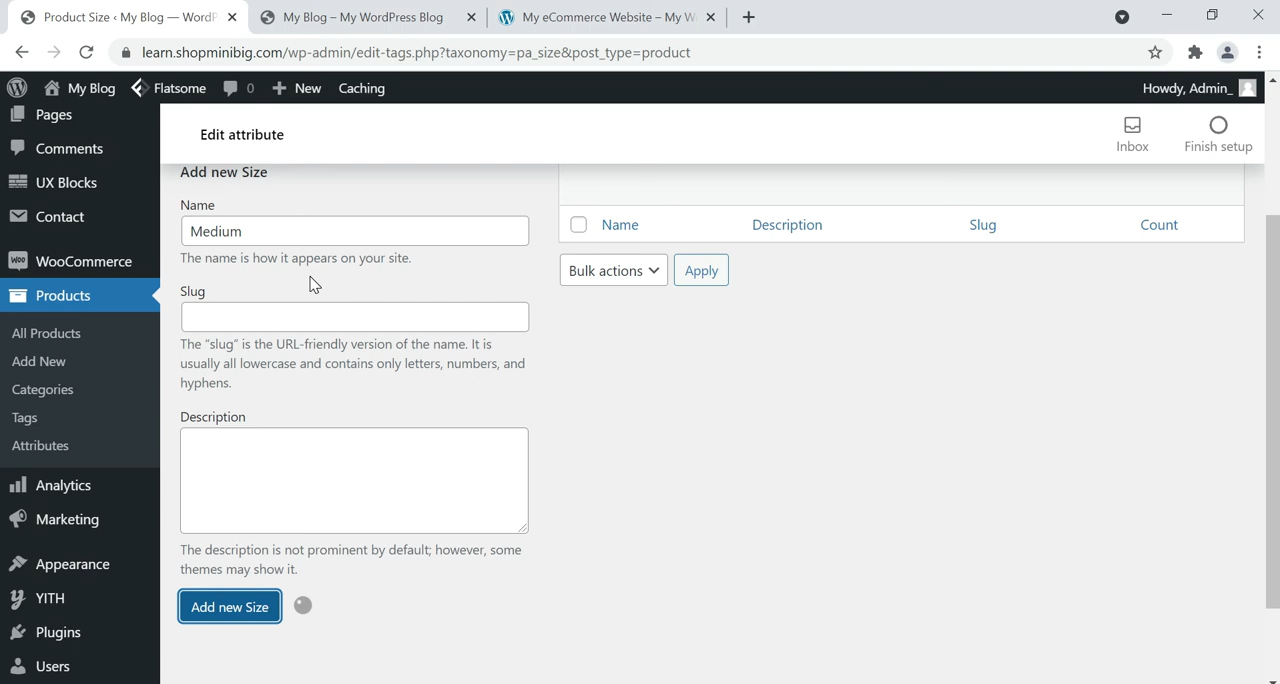 Product Size ‹ My Blog — WordP
My Blog – My WordPress Blog
My eCommerce Website – My W
learn.shopminibig.com/wp-admin/edit-tags.php?taxonomy=pa_size&post_type=product
My Blog
Flatsome
0
New
Caching
Howdy, Admin_
Pages
Comments
UX Blocks
Contact
WooCommerce
Products
All Products
Add New
Categories
Tags
Attributes
Analytics
Marketing
Appearance
YITH
Plugins
Users
Edit attribute
Inbox
Finish setup
Add new Size
Name
Medium
The name is how it appears on your site.
Slug
The “slug” is the URL-friendly version of the name. It is
usually all lowercase and contains only letters, numbers, and
hyphens.
Description
The description is not prominent by default; however, some
themes may show it.
Add new Size
Name Description Slug Count
Bulk actions
Apply